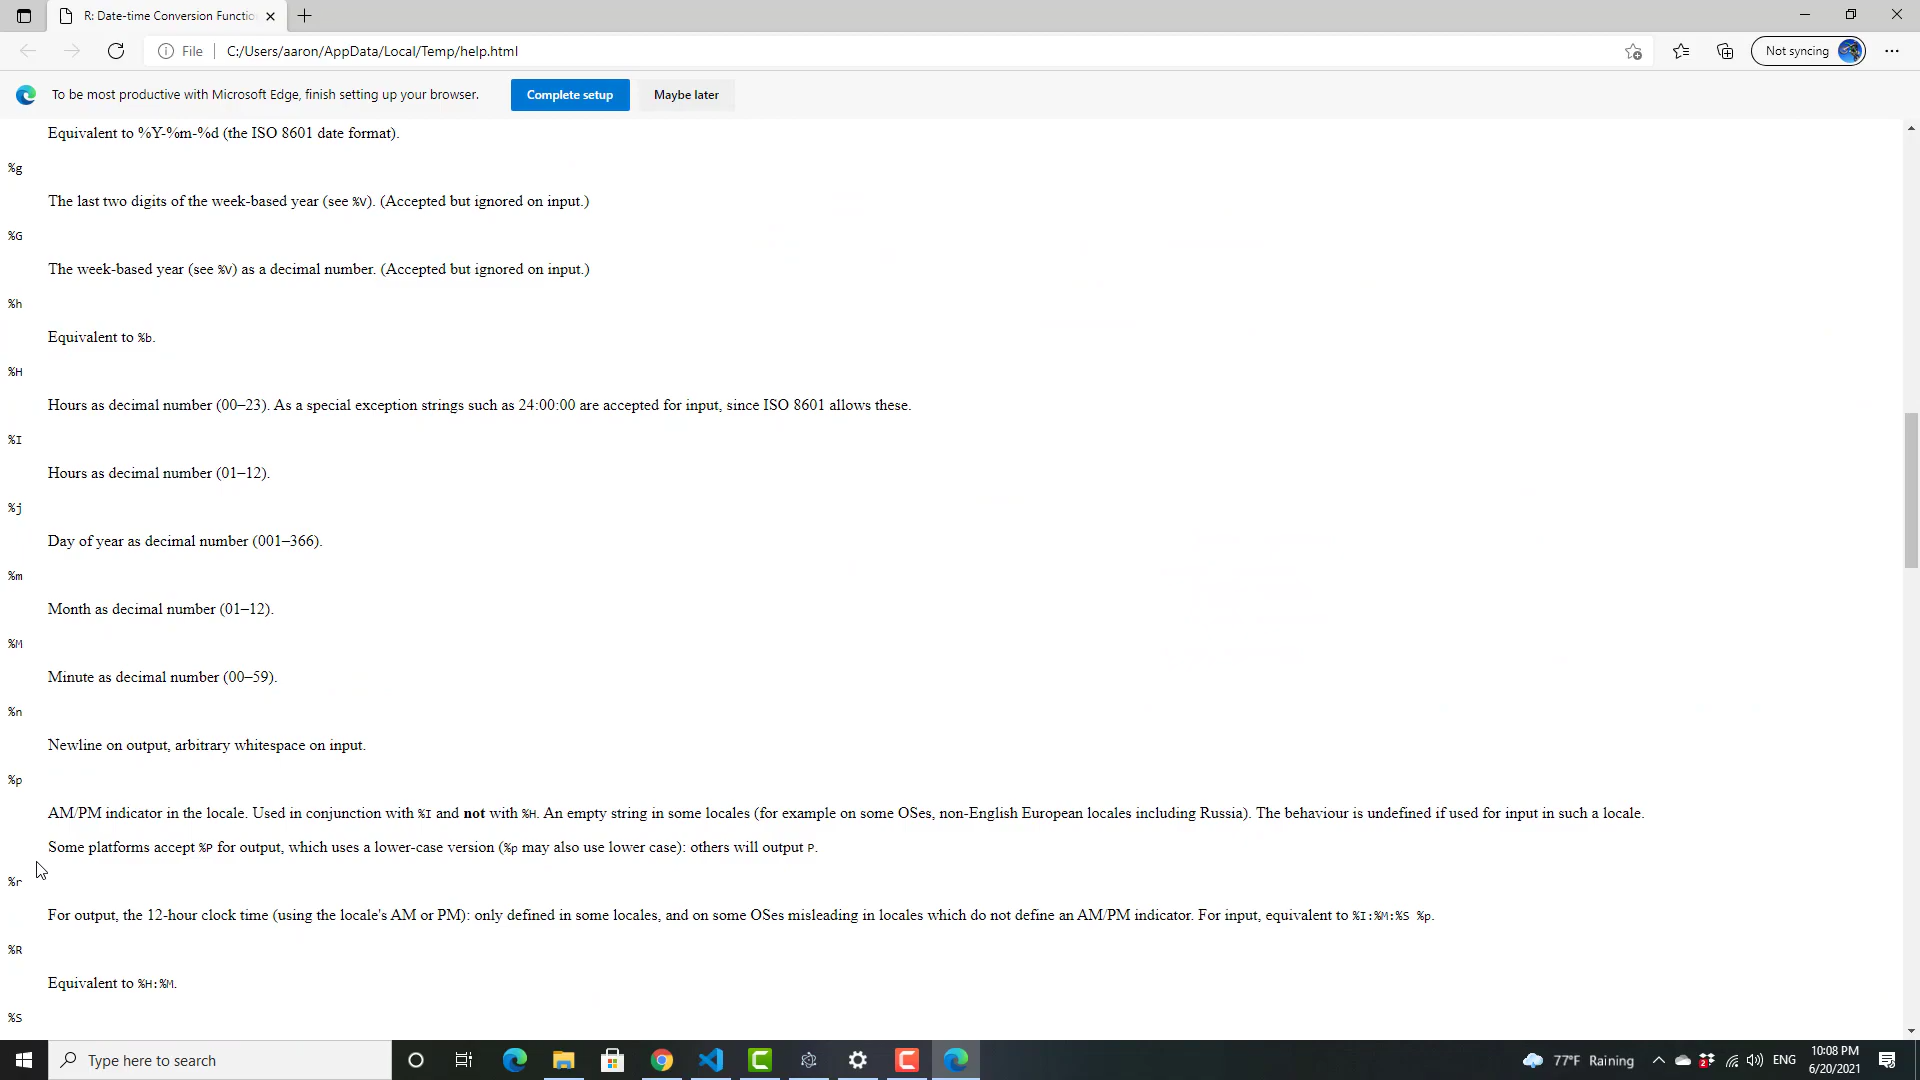 R: Date-time Conversion Functio
File
C:/Users/aaron/AppData/Local/Temp/help.html
Not syncing
To be most productive with Microsoft Edge, finish setting up your browser.
Complete setup
Maybe later
Equivalent to %Y-%m-%d (the ISO 8601 date format).
%g
The last two digits of the week-based year (see %V). (Accepted but ignored on input.)
%G
The week-based year (see %V) as a decimal number. (Accepted but ignored on input.)
%h
Equivalent to %b.
%H
Hours as decimal number (00–23). As a special exception strings such as 24:00:00 are accepted for input, since ISO 8601 allows these.
%I
Hours as decimal number (01–12).
%j
Day of year as decimal number (001–366).
%m
Month as decimal number (01–12).
%M
Minute as decimal number (00–59).
%n
Newline on output, arbitrary whitespace on input.
%p
AM/PM indicator in the locale. Used in conjunction with %I and not with %H. An empty string in some locales (for example on some OSes, non-English European locales including Russia). The behaviour is undefined if used for input in such a locale.
Some platforms accept %P for output, which uses a lower-case version (%p may also use lower case): others will output P.
%r
For output, the 12-hour clock time (using the locale's AM or PM): only defined in some locales, and on some OSes misleading in locales which do not define an AM/PM indicator. For input, equivalent to %I:%M:%S %p.
%R
Equivalent to %H:%M.
%S
Type here to search
77°F Raining
ENG
10:08 PM
6/20/2021